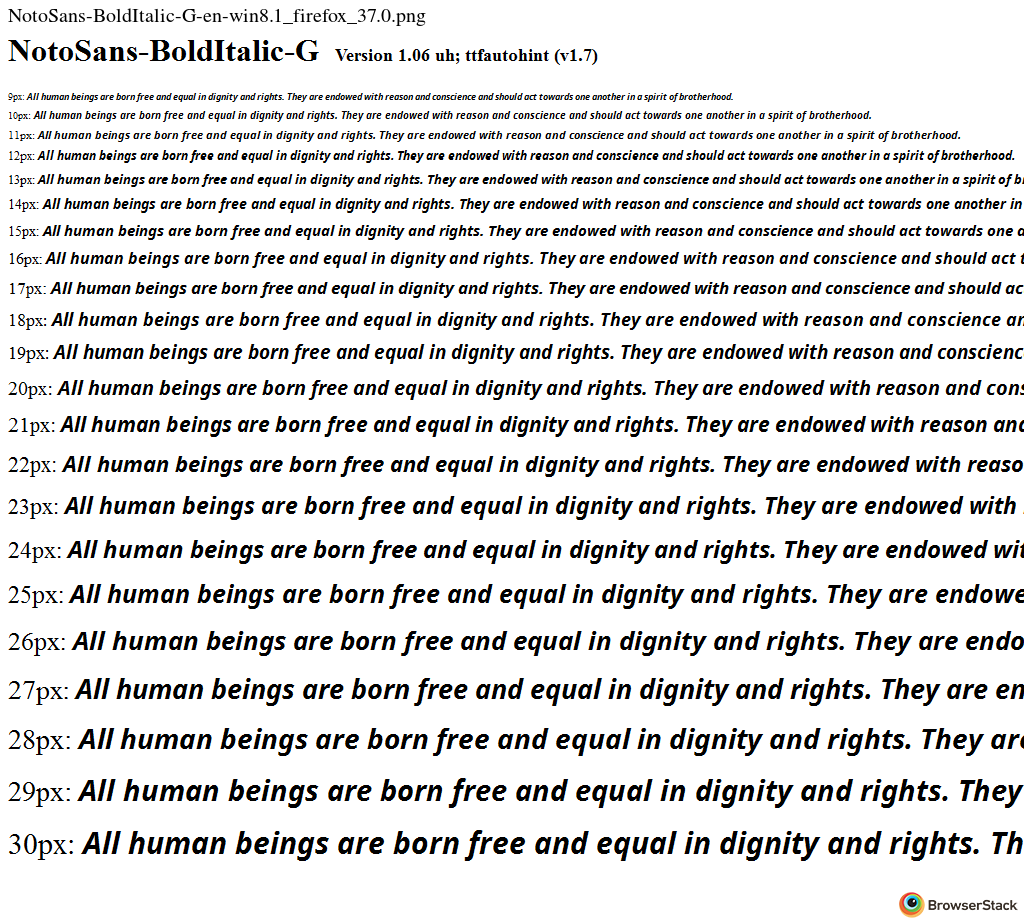 NotoSans-BoldItalic-G-en-win8.1_firefox_37.0.png
NotoSans-BoldItalic-G Version 1.06 uh; ttfautohint (v1.7)
9px: All human beings are born free and equal in dignity and rights. They are endowed with reason and conscience and should act towards one another in a spirit of brotherhood.
10px: All human beings are born free and equal in dignity and rights. They are endowed with reason and conscience and should act towards one another in a spirit of brotherhood.
11px: All human beings are born free and equal in dignity and rights. They are endowed with reason and conscience and should act towards one another in a spirit of brotherhood.
12px: All human beings are born free and equal in dignity and rights. They are endowed with reason and conscience and should act towards one another in a spirit of brotherhood.
13px: All human beings are born free and equal in dignity and rights. They are endowed with reason and conscience and should act towards one another in a spirit of b
14px: All human beings are born free and equal in dignity and rights. They are endowed with reason and conscience and should act towards one another in
15px: All human beings are born free and equal in dignity and rights. They are endowed with reason and conscience and should act towards one a
16px: All human beings are born free and equal in dignity and rights. They are endowed with reason and conscience and should act t
17px: All human beings are born free and equal in dignity and rights. They are endowed with reason and conscience and should ac
18px: All human beings are born free and equal in dignity and rights. They are endowed with reason and conscience an
19px: All human beings are born free and equal in dignity and rights. They are endowed with reason and conscienc
20px: All human beings are born free and equal in dignity and rights. They are endowed with reason and cons
21px: All human beings are born free and equal in dignity and rights. They are endowed with reason and
22px: All human beings are born free and equal in dignity and rights. They are endowed with reaso
23px: All human beings are born free and equal in dignity and rights. They are endowed with
24px: All human beings are born free and equal in dignity and rights. They are endowed wit
25px: All human beings are born free and equal in dignity and rights. They are endowe
26px: All human beings are born free and equal in dignity and rights. They are endo
27px: All human beings are born free and equal in dignity and rights. They are en
28px: All human beings are born free and equal in dignity and rights. They are
29px: All human beings are born free and equal in dignity and rights. They
30px: All human beings are born free and equal in dignity and rights. Th
BrowserStack